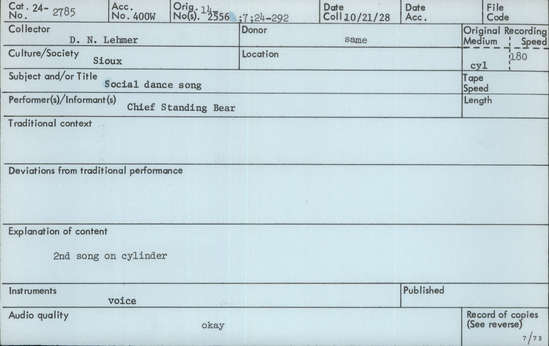 Cat. 24-
No. 2785
Acc.
No. 400W
Orig. 14-
No(s). 2556 ;7;24-292
Date
Coll 10/21/28
Date
Acc.
File
Code
Collector
D. N. Lehmer
Donor
same
Original Recording
Medium Speed
cyl 180
Culture/Society
Sioux
Location
Subject and/or Title
Social dance song
Tape
Speed
Performer(s)/Informant(s)
Chief Standing Bear
Length
Traditional context
Deviations from traditional performance
Explanation of content
2nd song on cylinder
Instruments
voice
Published
Audio quality
okay
Record of copies
(See reverse)
7/73